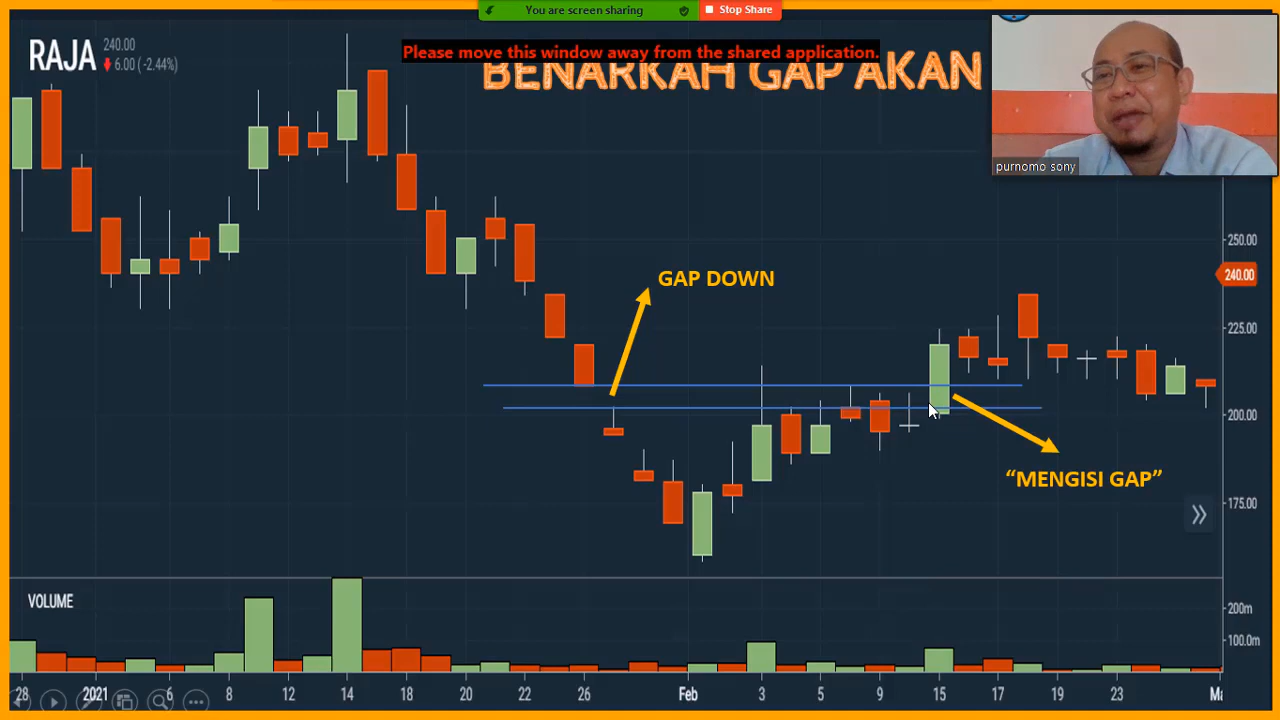 You are screen sharing
Stop Share
Please move this window away from the shared application.
RAJA
240.00
6.00 (-2.44%)
BENARKAH GAP AKAN
purnomo sony
250.00
240.00
GAP DOWN
225.00
200.00
"MENGISI GAP"
175.00
VOLUME
200m
100.0m
28 2021 6 8 12 14 18 20 22 26 Feb 3 5 9 15 17 19 23 Ma